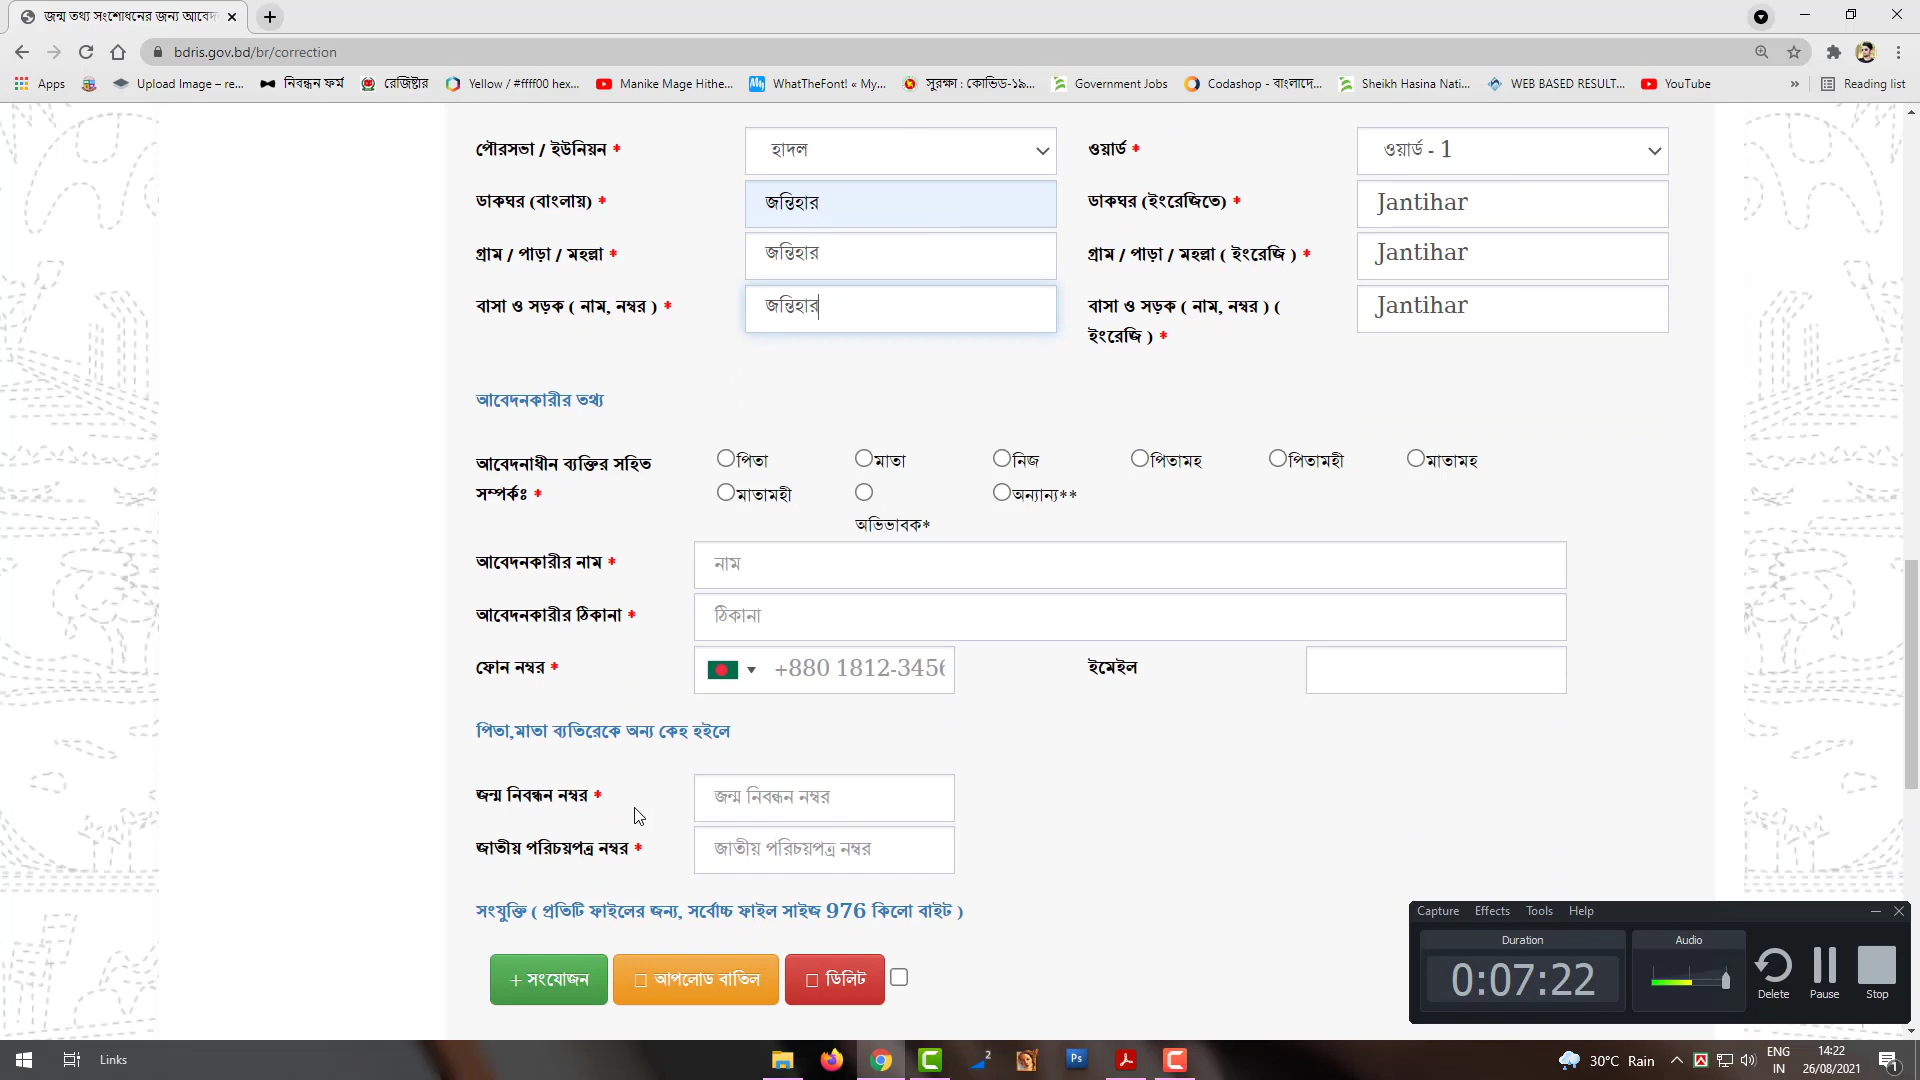 জন্ম তথ্য সংশোধনের জন্য আবেদ
bdris.gov.bd/br/correction
Apps Upload Image – re... নিবন্ধন ফর্ম রেজিষ্টার Yellow / #ffff00 hex... Manike Mage Hithe... WhatTheFont! « My... সুরক্ষা : কোভিড-১৯... Government Jobs Codashop - বাংলাদে... Sheikh Hasina Nati... WEB BASED RESULT... YouTube » Reading list
পৌরসভা / ইউনিয়ন * হাদল ওয়ার্ড * ওয়ার্ড - 1
ডাকঘর (বাংলায়) * জন্তিহার ডাকঘর (ইংরেজিতে) * Jantihar
গ্রাম / পাড়া / মহল্লা * জন্তিহার গ্রাম / পাড়া / মহল্লা ( ইংরেজি ) * Jantihar
বাসা ও সড়ক ( নাম, নম্বর ) * জন্তিহার বাসা ও সড়ক ( নাম, নম্বর ) ( Jantihar
ইংরেজি ) *
আবেদনকারীর তথ্য
আবেদনাধীন ব্যক্তির সহিত পিতা মাতা নিজ পিতামহ পিতামহী মাতামহ
সম্পর্কঃ * মাতামহী অন্যান্য**
অভিভাবক*
আবেদনকারীর নাম * নাম
আবেদনকারীর ঠিকানা * ঠিকানা
ফোন নম্বর * +880 1812-3456 ইমেইল
পিতা,মাতা ব্যতিরেকে অন্য কেহ হইলে
জন্ম নিবন্ধন নম্বর * জন্ম নিবন্ধন নম্বর
জাতীয় পরিচয়পত্র নম্বর * জাতীয় পরিচয়পত্র নম্বর
সংযুক্তি ( প্রতিটি ফাইলের জন্য, সর্বোচ্চ ফাইল সাইজ 976 কিলো বাইট )
+ সংযোজন আপলোড বাতিল ডিলিট
Capture Effects Tools Help
Duration Audio
0:07:22
Delete Pause Stop
Links 2 Ps 30°C Rain ENG 14:22
IN 26/08/2021 1